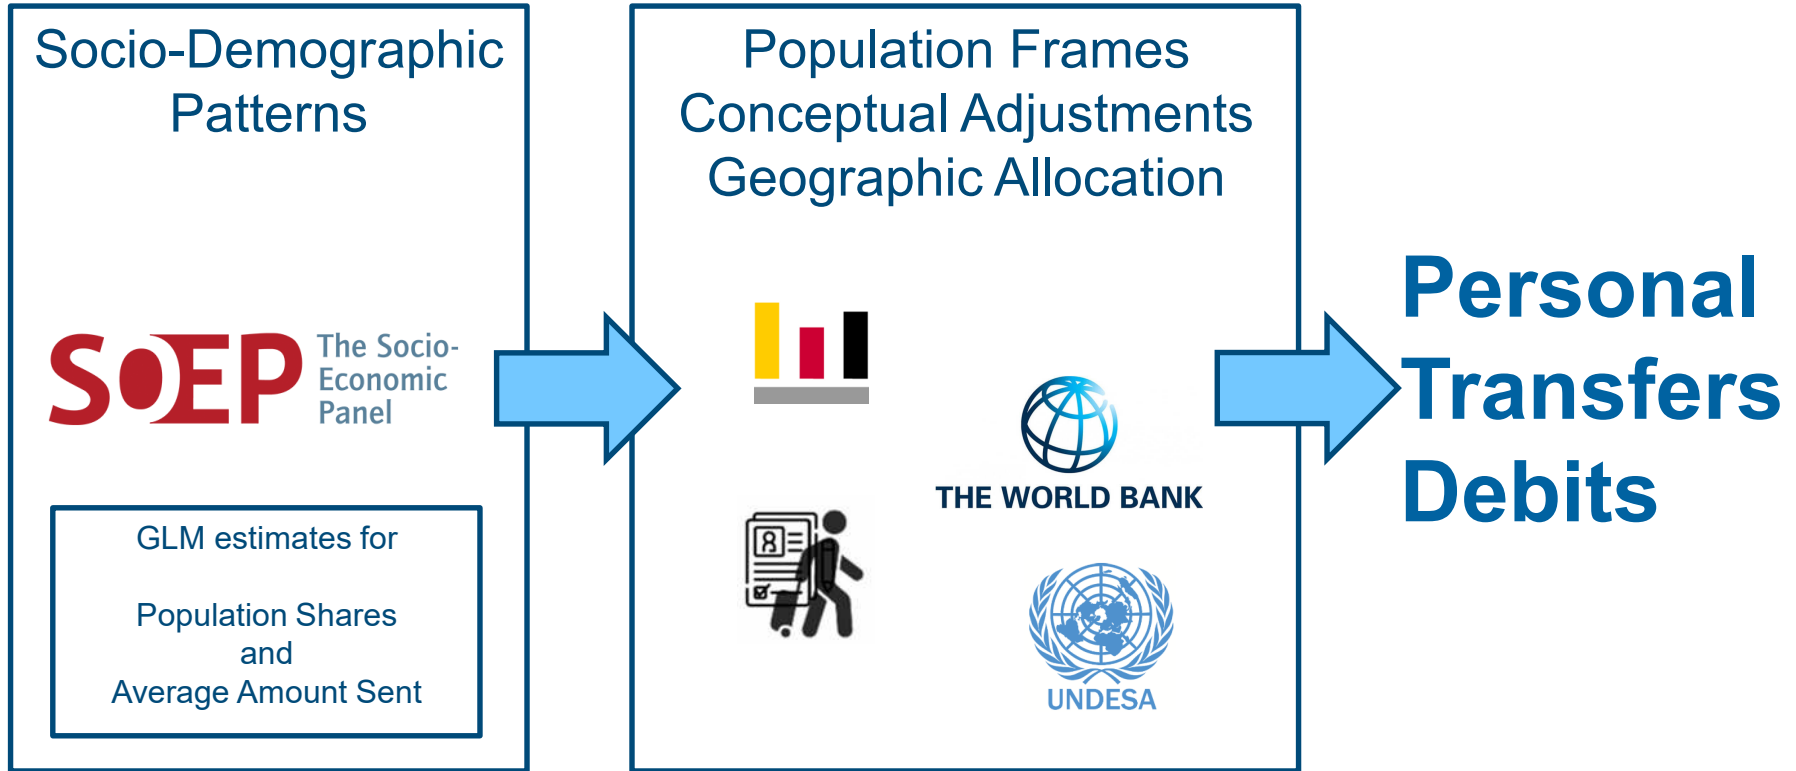 Socio-Demographic
Patterns
SOEP
The Socio-
Economic
Panel
GLM estimates for
Population Shares
and
Average Amount Sent
Population Frames
Conceptual Adjustments
Geographic Allocation
THE WORLD BANK
UNDESA
Personal
Transfers
Debits